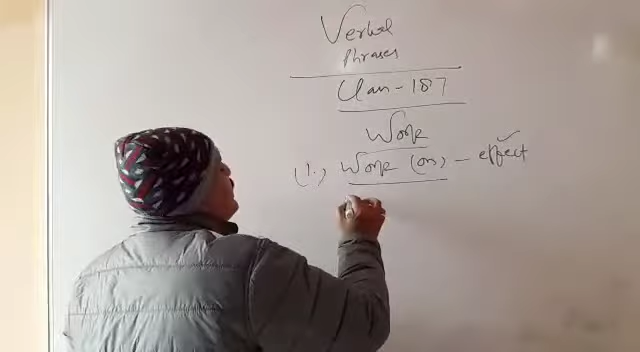 Verbal
Phrases
Class-187
Work
(1.) Work (on) - effect